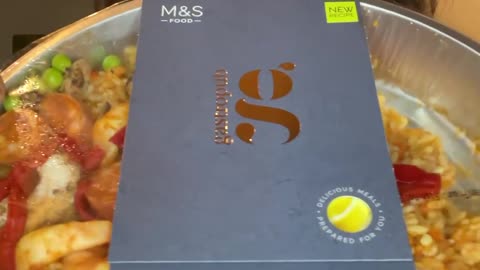 M&S
FOOD
NEW
RECIPE
gastropub
g
DELICIOUS MEALS
PREPARED FOR YOU